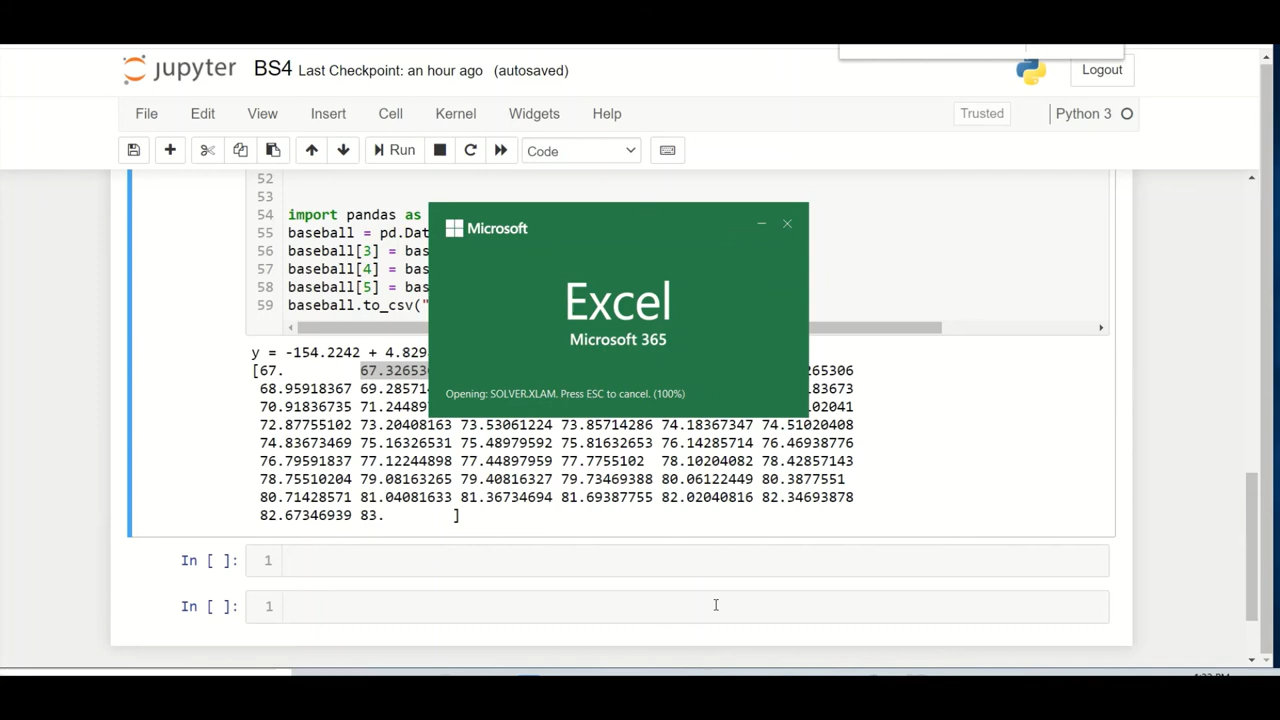 jupyter BS4 Last Checkpoint: an hour ago (autosaved) Logout
File Edit View Insert Cell Kernel Widgets Help Trusted Python 3
Run Code
52
53
54 import pandas as
55 baseball = pd.Dat
56 baseball[3] = bas
57 baseball[4] = bas
58 baseball[5] = bas
59 baseball.to_csv("
Microsoft
Excel
Microsoft 365
Opening: SOLVER.XLAM. Press ESC to cancel. (100%)
y = -154.2242 + 4.829
[67. 67.32653 265306
68.95918367 69.28571 83673
70.91836735 71.24489 02041
72.87755102 73.20408163 73.53061224 73.85714286 74.18367347 74.51020408
74.83673469 75.16326531 75.48979592 75.81632653 76.14285714 76.46938776
76.79591837 77.12244898 77.44897959 77.7755102 78.10204082 78.42857143
78.75510204 79.08163265 79.40816327 79.73469388 80.06122449 80.3877551
80.71428571 81.04081633 81.36734694 81.69387755 82.02040816 82.34693878
82.67346939 83. ]
In [ ]: 1
In [ ]: 1